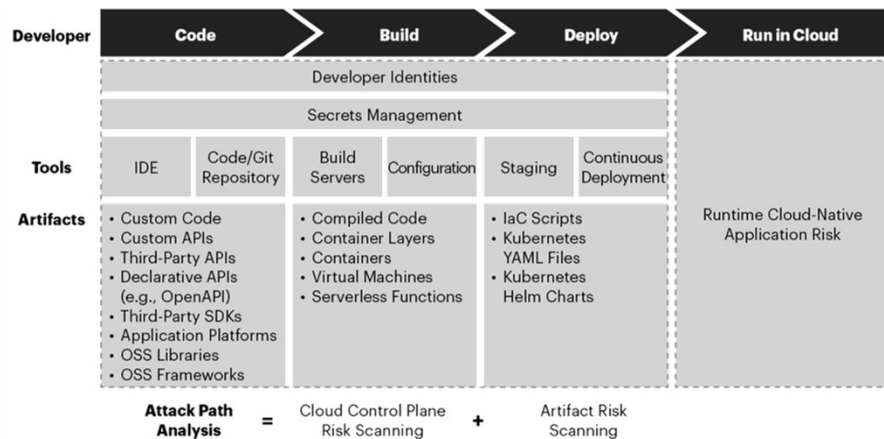 Developer
Code
Build
Deploy
Run in Cloud
Developer Identities
Secrets Management
Tools
IDE
Code/Git
Repository
Build
Servers
Configuration
Staging
Continuous
Deployment
Artifacts
• Custom Code
• Custom APIs
• Third-Party APIs
• Declarative APIs
(e.g., OpenAPI)
• Third-Party SDKs
• Application Platforms
• OSS Libraries
• OSS Frameworks
• Compiled Code
• Container Layers
• Containers
• Virtual Machines
• Serverless Functions
• IaC Scripts
• Kubernetes
YAML Files
• Kubernetes
Helm Charts
Runtime Cloud-Native
Application Risk
Attack Path
Analysis
=
Cloud Control Plane
Risk Scanning
+
Artifact Risk
Scanning